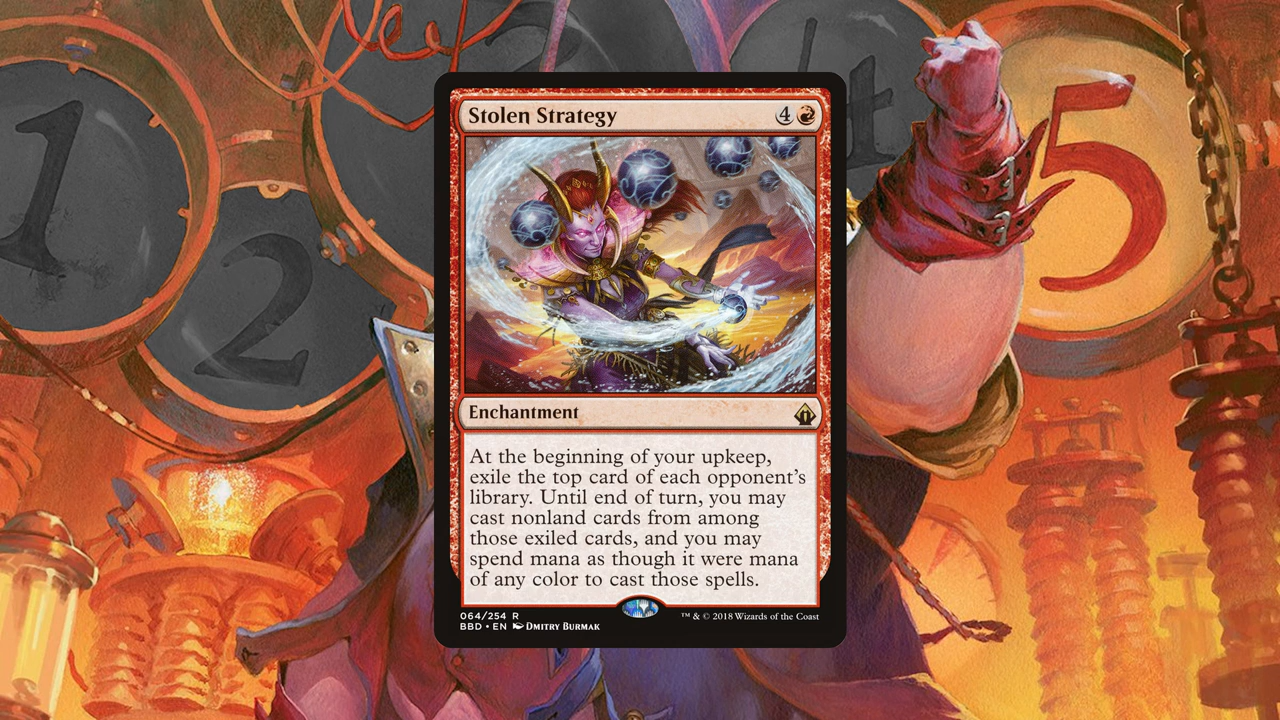 1
2
4
5
Stolen Strategy 4
Enchantment
At the beginning of your upkeep,
exile the top card of each opponent's
library. Until end of turn, you may
cast nonland cards from among
those exiled cards, and you may
spend mana as though it were mana
of any color to cast those spells.
064/254 R
BBD • EN Dmitry Burmak
™ & © 2018 Wizards of the Coast